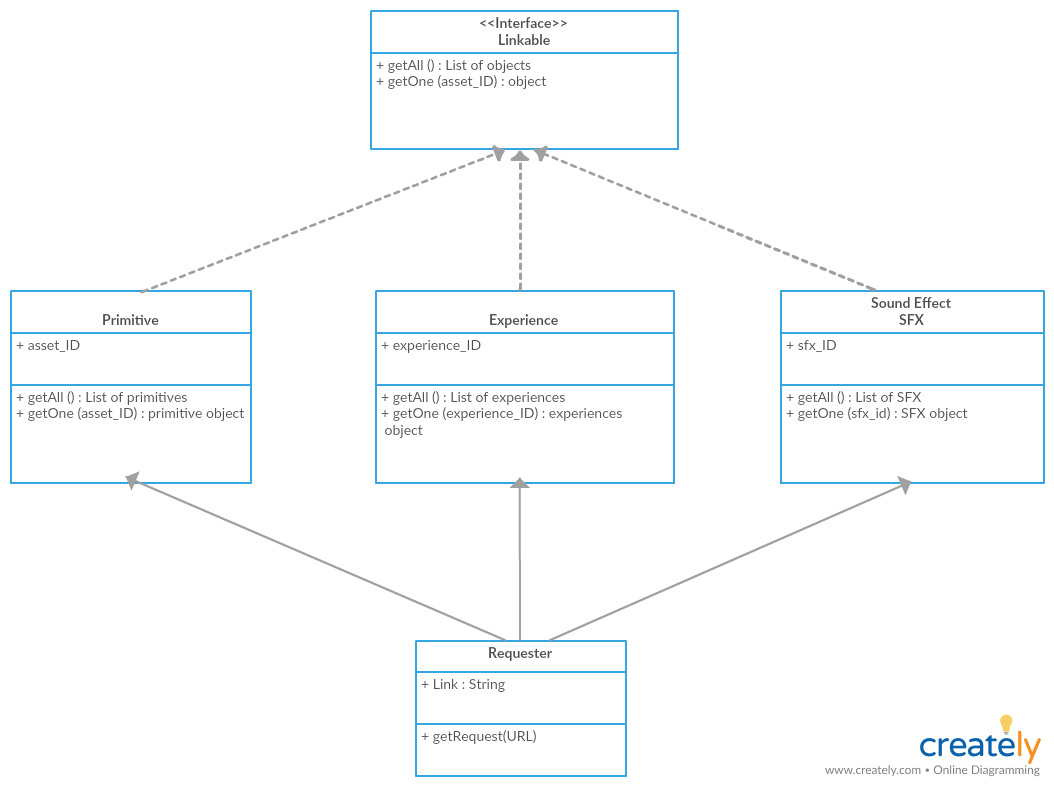 <<Interface>>
Linkable
+ getAll () : List of objects
+ getOne (asset_ID) : object
Primitive
+ asset_ID
+ getAll () : List of primitives
+ getOne (asset_ID) : primitive object
Experience
+ experience_ID
+ getAll () : List of experiences
+ getOne (experience_ID) : experiences
object
Sound Effect
SFX
+ sfx_ID
+ getAll () : List of SFX
+ getOne (sfx_id) : SFX object
Requester
+ Link : String
+ getRequest(URL)
creately
www.creately.com • Online Diagramming